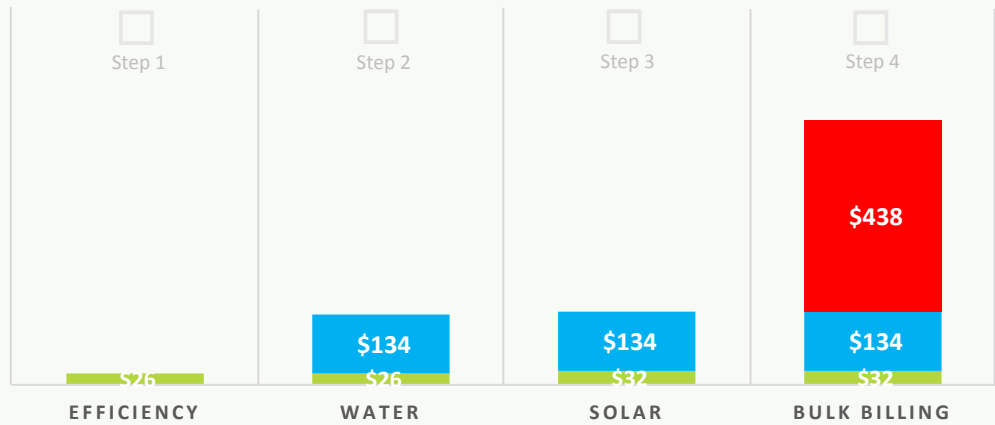 Step 1
Step 2
Step 3
Step 4
$438
$134
$134
$134
$26
$26
$32
$32
EFFICIENCY
WATER
SOLAR
BULK BILLING